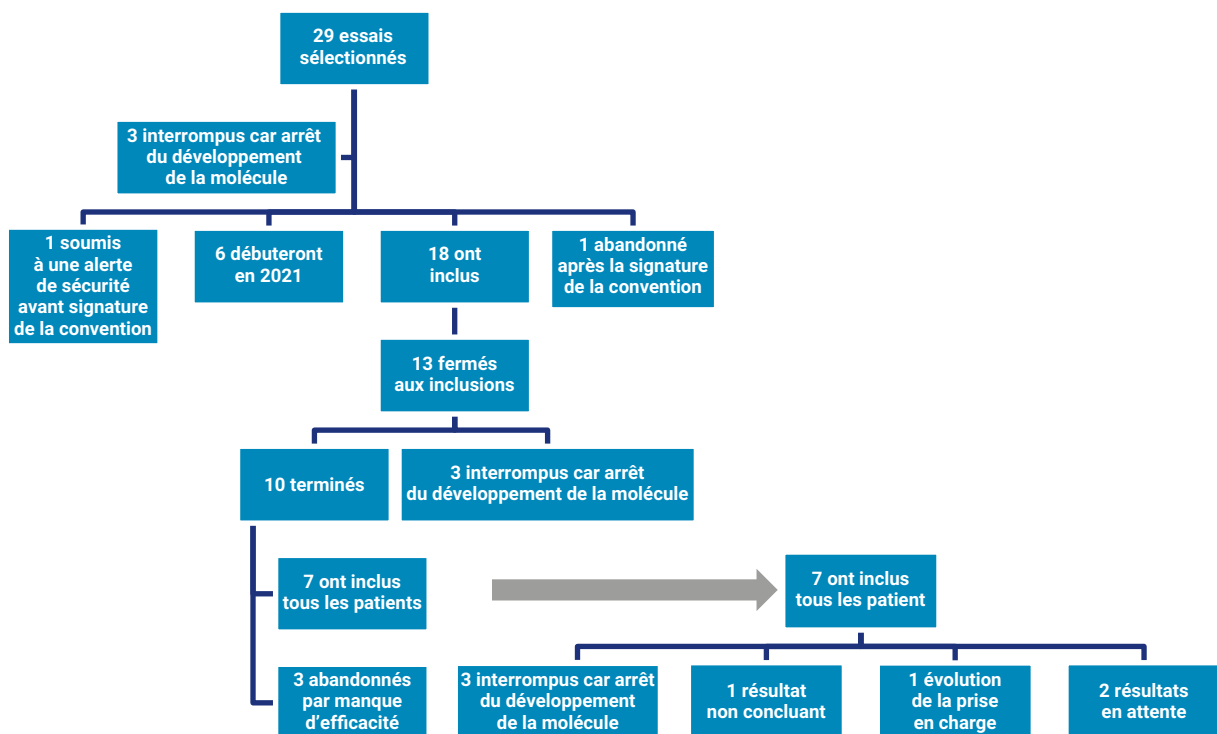 29 essais
sélectionnés
3 interrompus car arrêt
du développement
de la molécule
1 soumis
à une alerte
de sécurité
avant signature
de la convention
6 débuteront
en 2021
18 ont
inclus
1 abandonné
après la signature
de la convention
13 fermés
aux inclusions
10 terminés
3 interrompus car arrêt
du développement de la molécule
7 ont inclus
tous les patients
7 ont inclus
tous les patient
3 abandonnés
par manque
d'efficacité
3 interrompus car arrêt
du développement
de la molécule
1 résultat
non concluant
1 évolution
de la prise
en charge
2 résultats
en attente